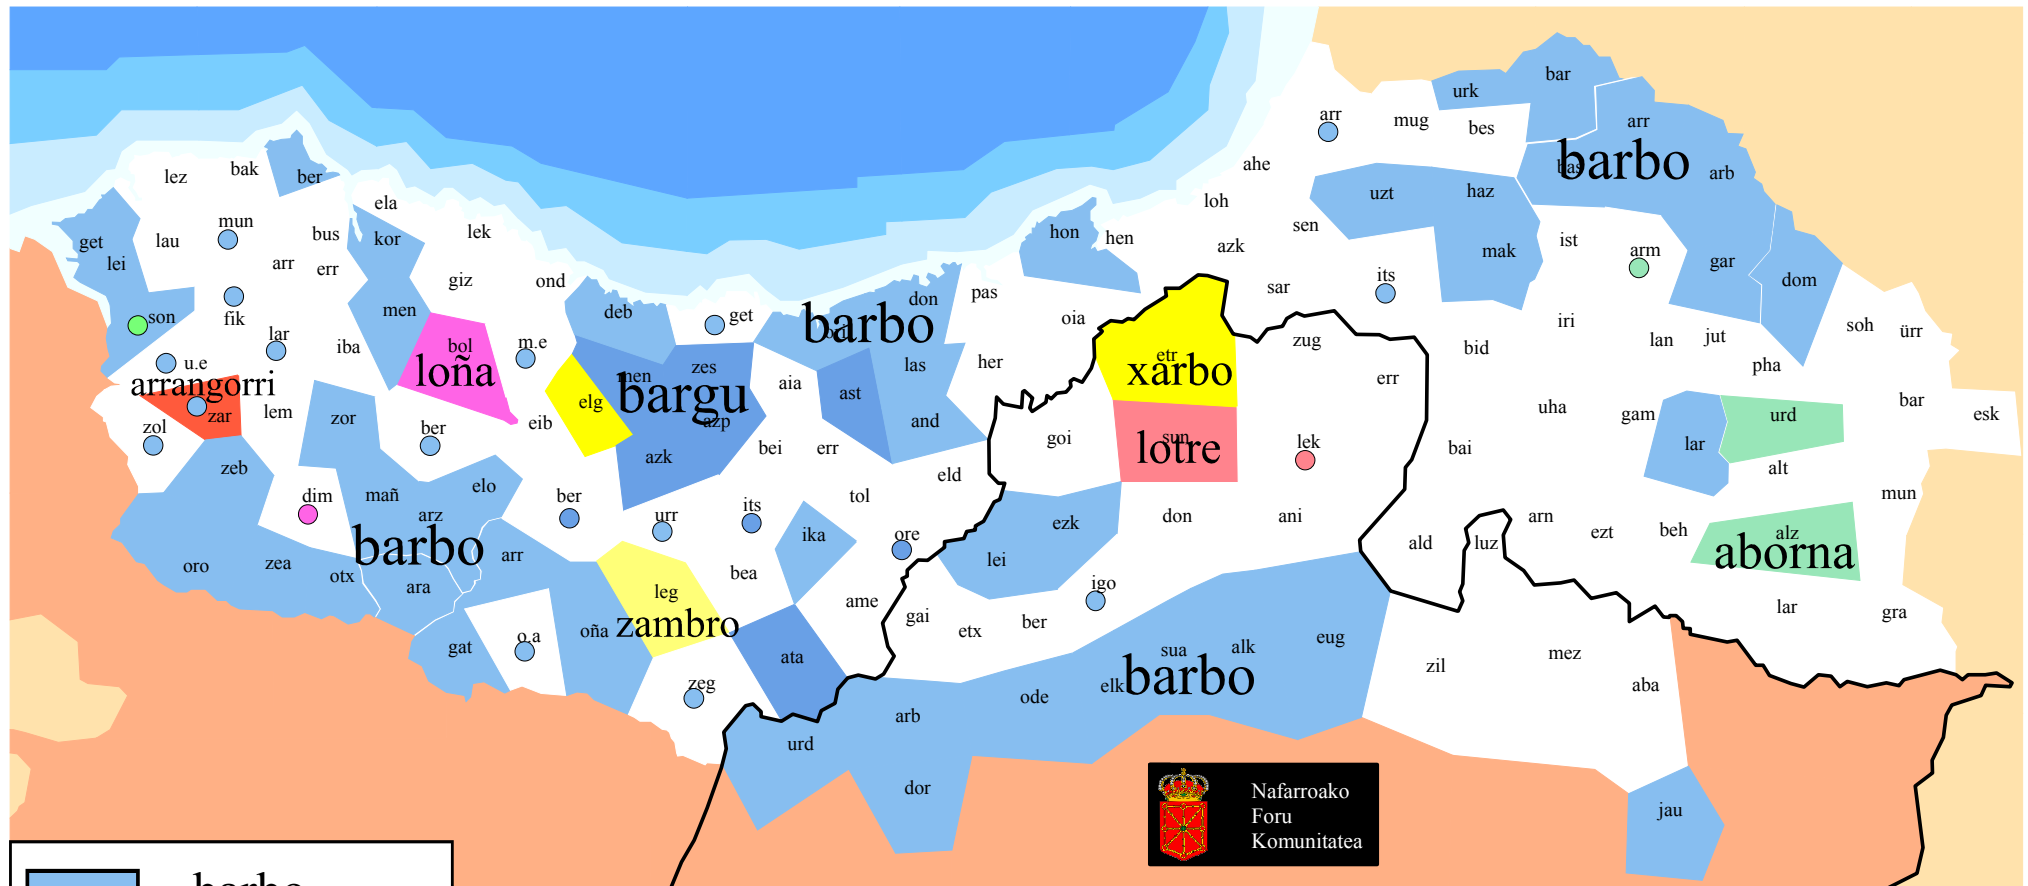 bar
urk
arr
mug
bes
arr
barbo
bas
arb
ahe
lez
bak
ber
uzt
haz
loh
ela
mun
bus
kor
lek
get
lau
hon
hen
azk
sen
mak
ist
arm
gar
dom
lei
arr
err
giz
ond
its
sar
pas
don
son
fik
men
deb
get
barbo
ori
oia
iri
soh
ürr
lar
iba
bol
m.e
zug
bid
lan
jut
u.e
loña
men
zes
las
her
etr
xarbo
err
pha
arrangorri
bargu
aia
ast
zar
lem
zor
elg
azp
and
uha
gam
urd
bar
esk
zol
ber
eib
bei
err
goi
sun
lotre
lek
bai
lar
zeb
azk
eld
alt
dim
mañ
elo
ber
its
tol
mun
arz
urr
ezk
don
ani
arn
barbo
arr
ika
ore
ald
luz
ezt
beh
alz
aborna
oro
zea
otx
ara
bea
lei
igo
leg
ame
gai
etx
ber
lar
gra
gat
o.a
oña
zambro
ata
sua
alk
eug
zil
mez
zeg
ode
elk
barbo
aba
arb
urd
dor
jau
Nafarroako
Foru
Komunitatea
barbo